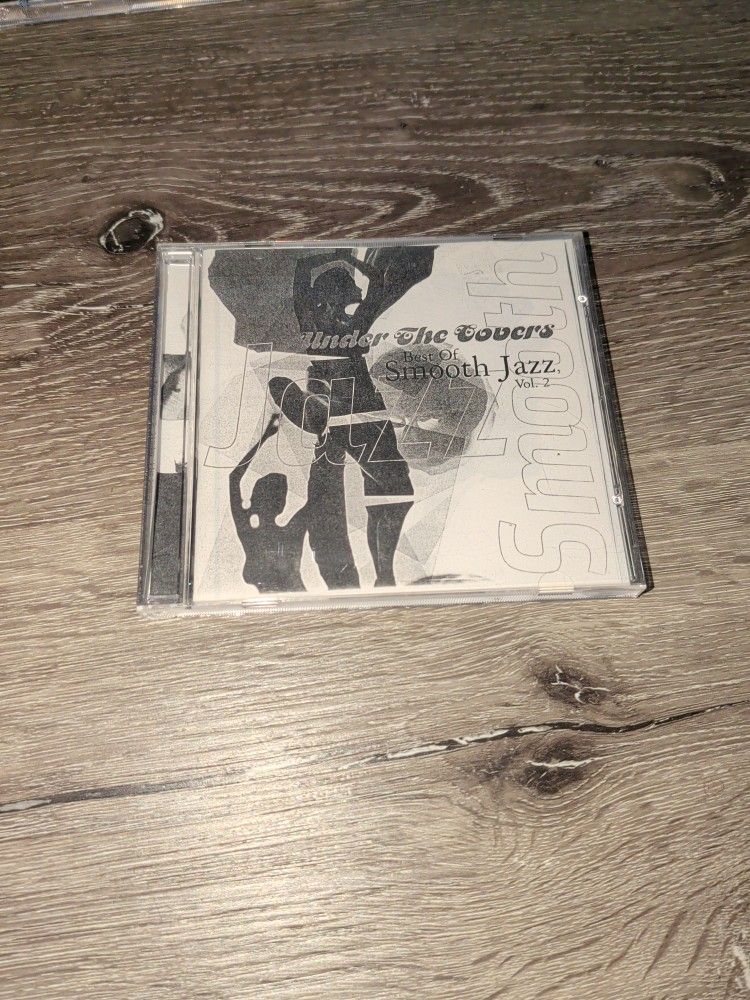 Under The Covers
Best Of
Smooth Jazz,
Vol. 2
Jazz
Smooth